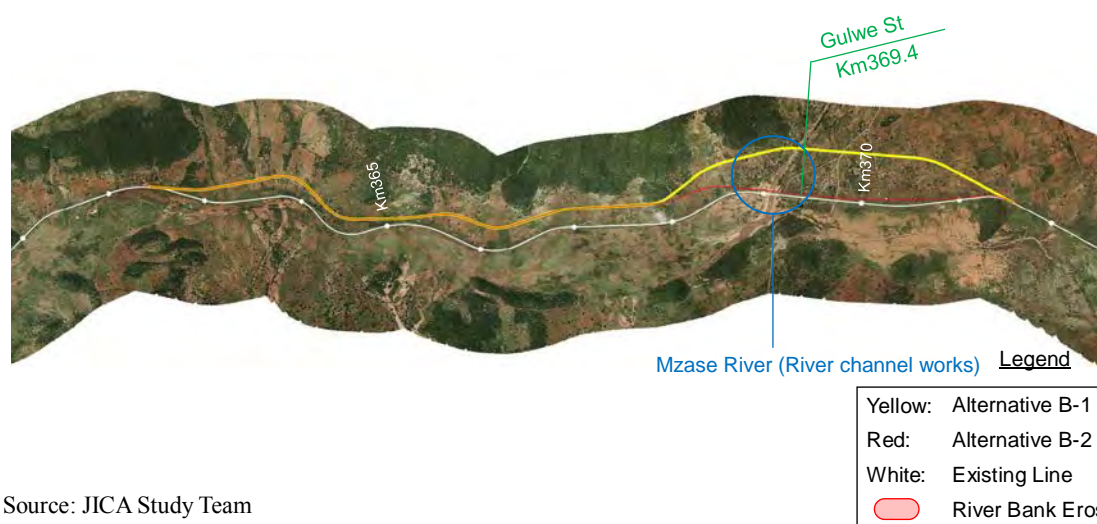 Gulwe St
Km369.4
Km365
Km370
Mzase River (River channel works)
Legend
Yellow: Alternative B-1
Red: Alternative B-2
White: Existing Line
River Bank Eros
Source: JICA Study Team